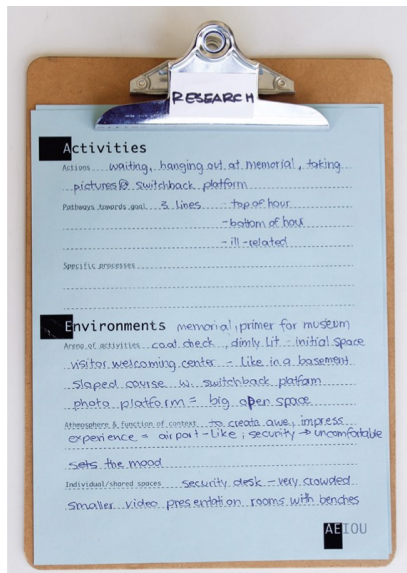 RESEARCH
Activities
Actions waiting, hanging out at memorial, taking
pictures @ switchback platform
Pathways towards goal 3 lines - top of hour
- bottom of hour
- ill-related
Specific processes
Environments memorial, primer for museum
Area of activities coat check, dimly lit - initial space
visitor welcoming center - like in a basement
sloped course w. switchback platfam
photo platform = big open space
Atmosphere & function of context to create awe, impress
experience = airport-like, security → uncomfortable
sets the mood
Individual/shared spaces security desk - very crowded
smaller video presentation rooms with benches
AEIOU